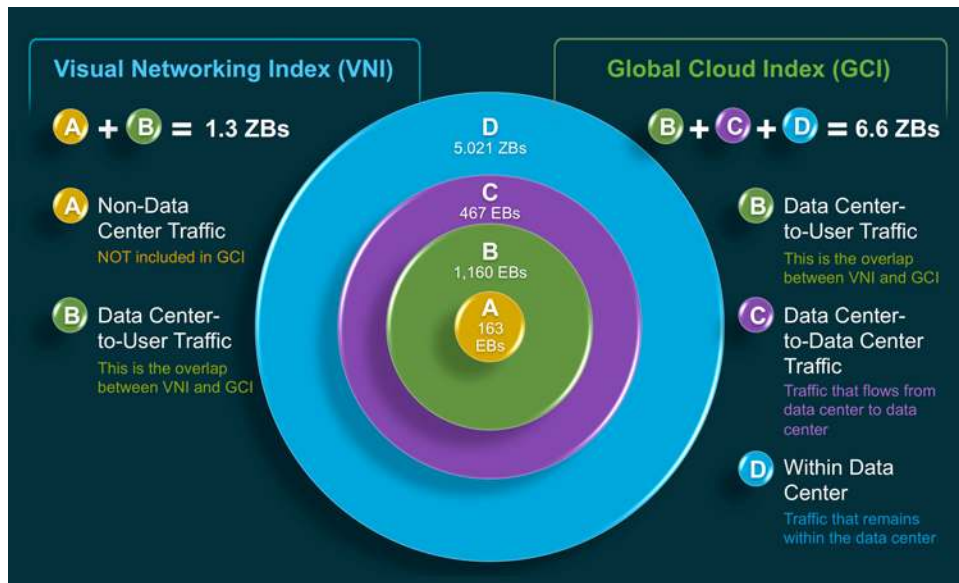 Visual Networking Index (VNI)
A + B = 1.3 ZBs
A Non-Data
Center Traffic
NOT included in GCI
B Data Center-
to-User Traffic
This is the overlap
between VNI and GCI
D
5.021 ZBs
C
467 EBs
B
1,160 EBs
A
163
EBs
Global Cloud Index (GCI)
B + C + D = 6.6 ZBs
B Data Center-
to-User Traffic
This is the overlap
between VNI and GCI
C Data Center-
to-Data Center
Traffic
Traffic that flows from
data center to data
center
D Within Data
Center
Traffic that remains
within the data center